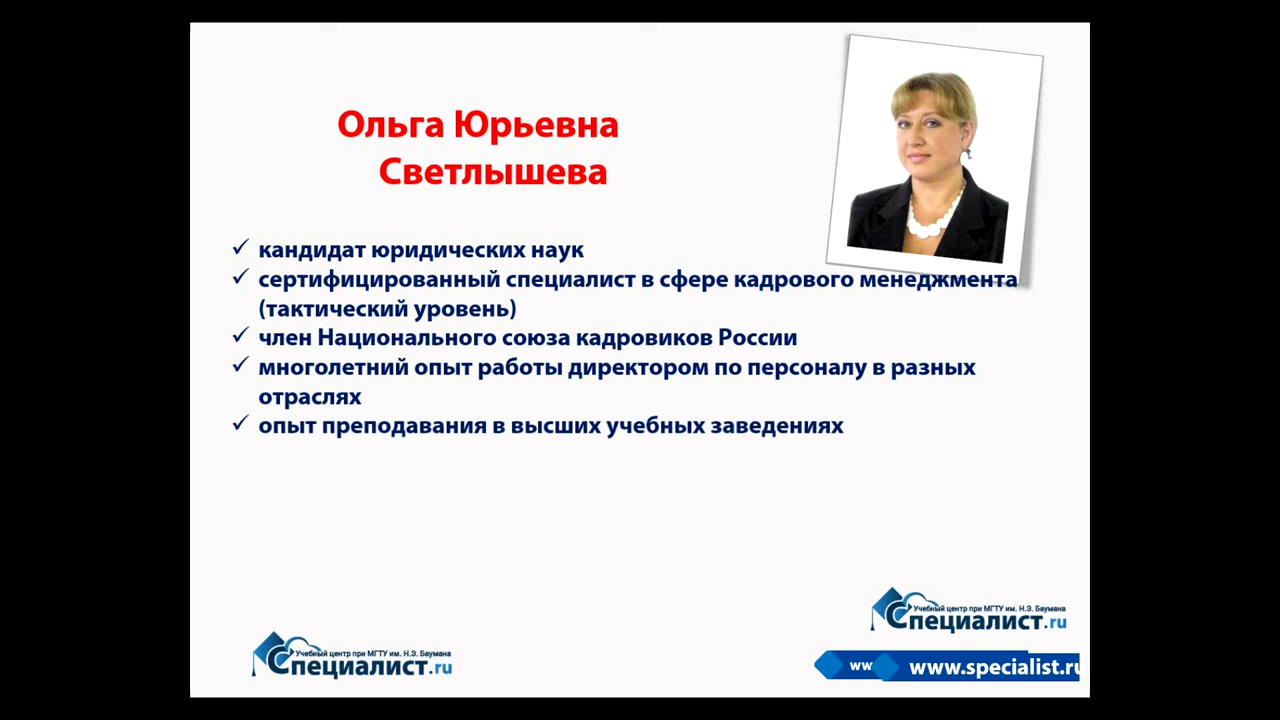 Ольга Юрьевна
Светлышева
кандидат юридических наук
сертифицированный специалист в сфере кадрового менеджмента
(тактический уровень)
член Национального союза кадровиков России
многолетний опыт работы директором по персоналу в разных
отраслях
опыт преподавания в высших учебных заведениях
Учебный центр при МГТУ им. Н.Э. Баумана
Специалист.ru
Учебный центр при МГТУ им. Н.Э. Баумана
Специалист.ru
ww
www.specialist.ru